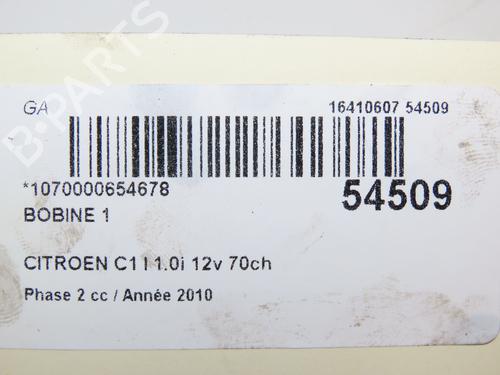 GA
16410607 54509
*1070000654678
54509
BOBINE 1
CITROEN C1 I 1.0i 12v 70ch
Phase 2 cc / Année 2010
B-PARTS